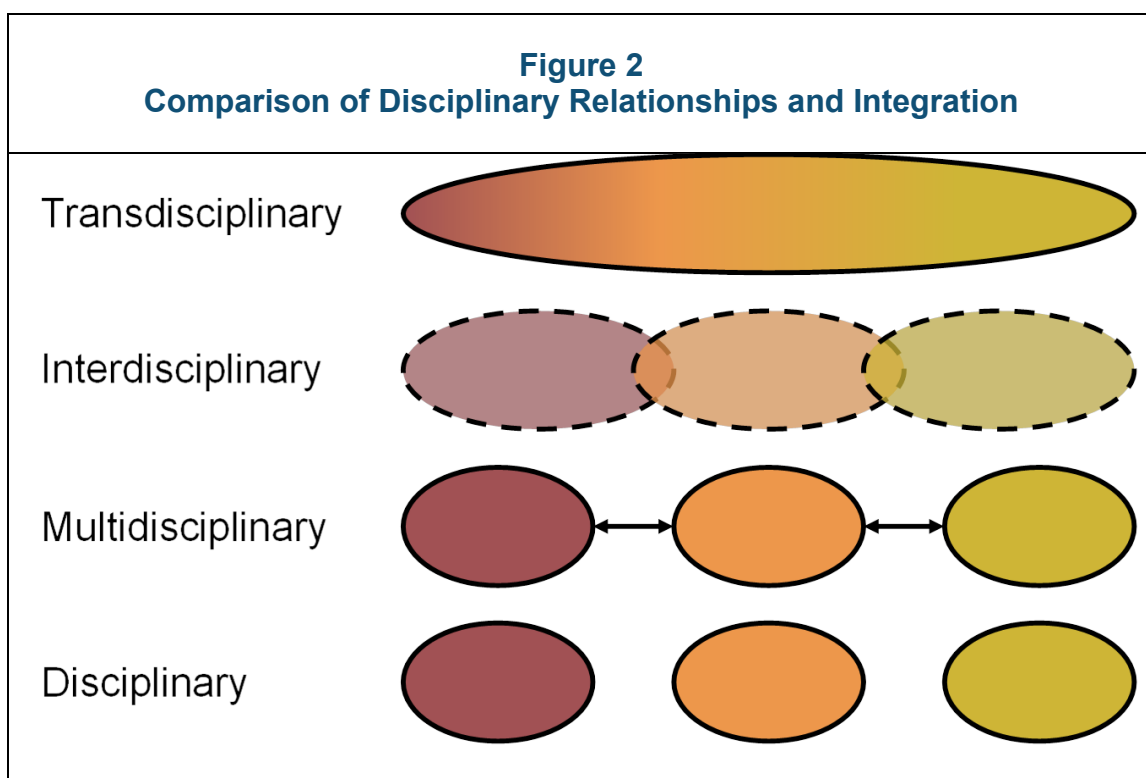 Figure 2
Comparison of Disciplinary Relationships and Integration
Transdisciplinary
Interdisciplinary
Multidisciplinary
Disciplinary